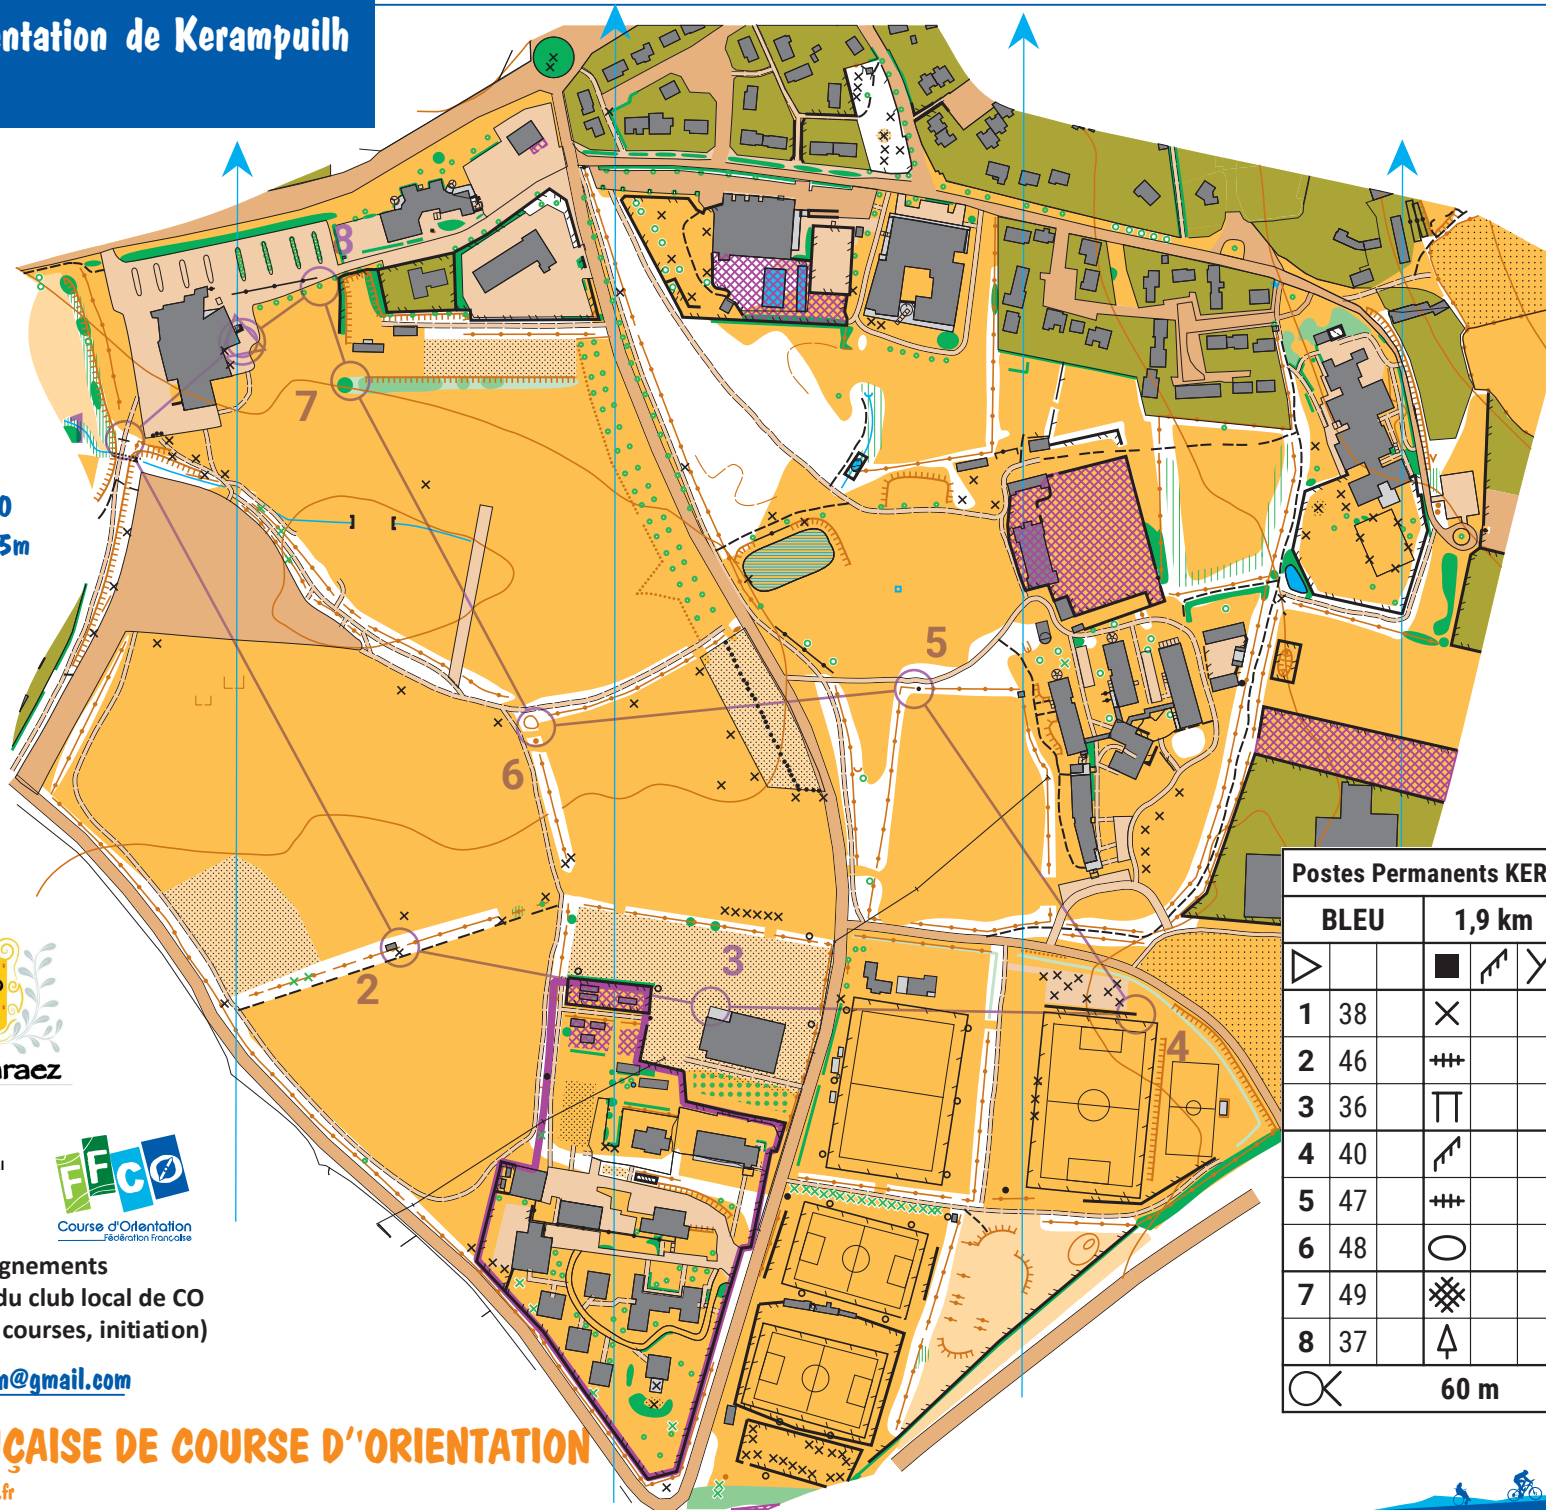 entation de Kerampuilh
8
7
1
0
5m
5
6
3
2
4
raez
FFCO
Course d'Orientation
Fédération Française
gnements
du club local de CO
courses, initiation)
n@gmail.com
ÇAISE DE COURSE D'ORIENTATION
.fr
Postes Permanents KER
BLEU 1,9 km
1 38
2 46
3 36
4 40
5 47
6 48
7 49
8 37
60 m